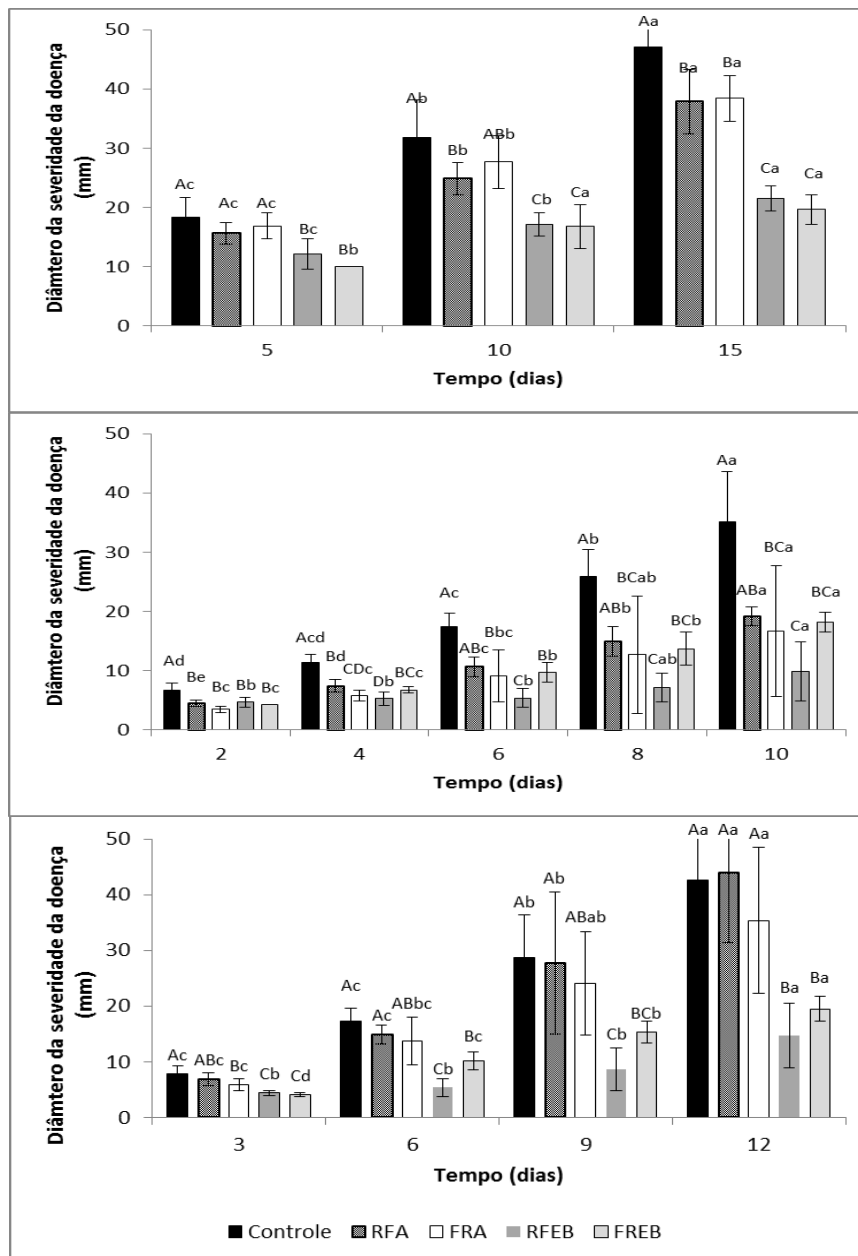 50
40
30
20
10
0
Diâmtero da severidade da doença
(mm)
Ac Ac Ac Bc Bb
Ab Bb ABb Cb Ca
Aa Ba Ba Ca Ca
5 10 15
Tempo (dias)
50
40
30
20
10
0
Diâmtero da severidade da doença
(mm)
Ad Be Bc Bb Bc
Acd Bd CDc Db BCc
Ac ABc Bbc Cb Bb
Ab ABb BCab Cab BCb
Aa ABa BCa Ca BCa
2 4 6 8 10
Tempo (dias)
50
40
30
20
10
0
Diâmtero da severidade da doença
(mm)
Ac ABc Bc Cb Cd
Ac Ac ABbc Cb Bc
Ab Ab ABab Cb BCb
Aa Aa Aa Ba Ba
3 6 9 12
Tempo (dias)
Controle RFA FRA RFEB FREB